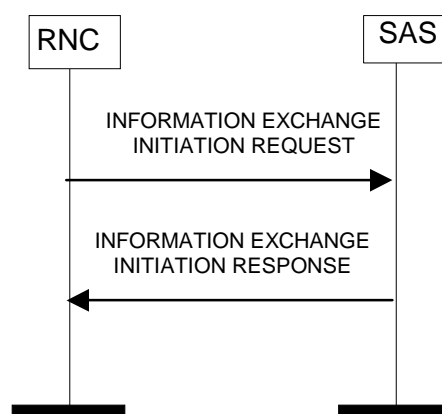 RNC
SAS
INFORMATION EXCHANGE
INITIATION REQUEST
INFORMATION EXCHANGE
INITIATION RESPONSE